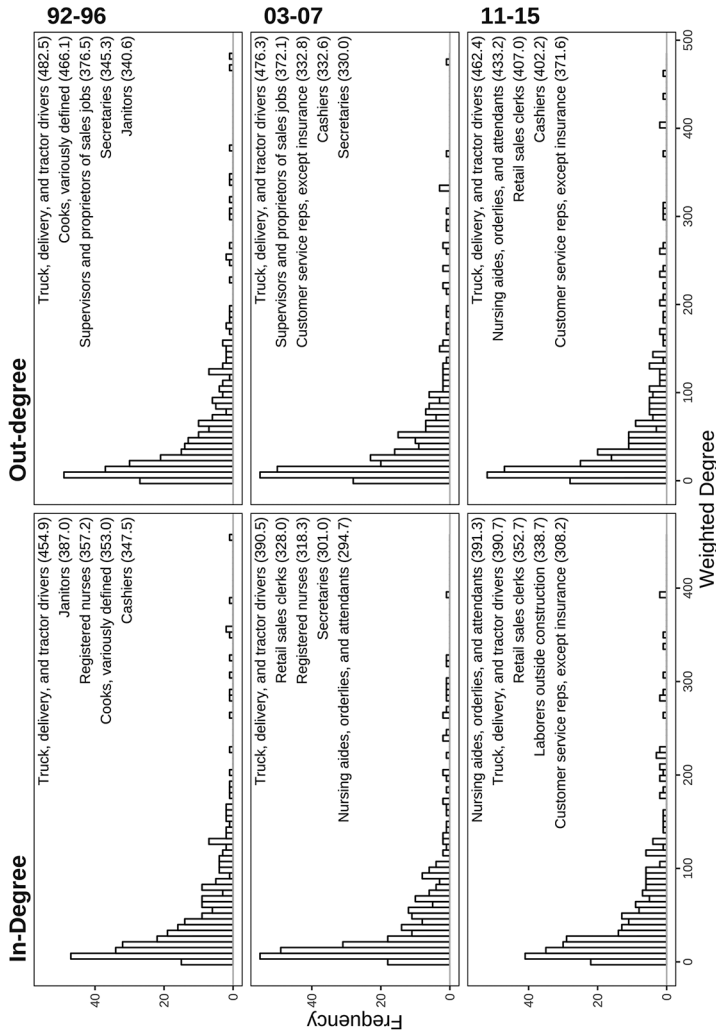 In-Degree
Out-degree
92-96
Truck, delivery, and tractor drivers (454.9)
Janitors (387.0)
Registered nurses (357.2)
Cooks, variously defined (353.0)
Cashiers (347.5)
Truck, delivery, and tractor drivers (482.5)
Cooks, variously defined (466.1)
Supervisors and proprietors of sales jobs (376.5)
Secretaries (345.3)
Janitors (340.6)
40
20
0
03-07
Truck, delivery, and tractor drivers (390.5)
Retail sales clerks (328.0)
Registered nurses (318.3)
Secretaries (301.0)
Nursing aides, orderlies, and attendants (294.7)
Truck, delivery, and tractor drivers (476.3)
Supervisors and proprietors of sales jobs (372.1)
Customer service reps, except insurance (332.8)
Cashiers (332.6)
Secretaries (330.0)
Frequency
40
20
0
11-15
Nursing aides, orderlies, and attendants (391.3)
Truck, delivery, and tractor drivers (390.7)
Retail sales clerks (352.7)
Laborers outside construction (338.7)
Customer service reps, except insurance (308.2)
Truck, delivery, and tractor drivers (462.4)
Nursing aides, orderlies, and attendants (433.2)
Retail sales clerks (407.0)
Cashiers (402.2)
Customer service reps, except insurance (371.6)
40
20
0
0 100 200 300 400
0 100 200 300 400 500
Weighted Degree